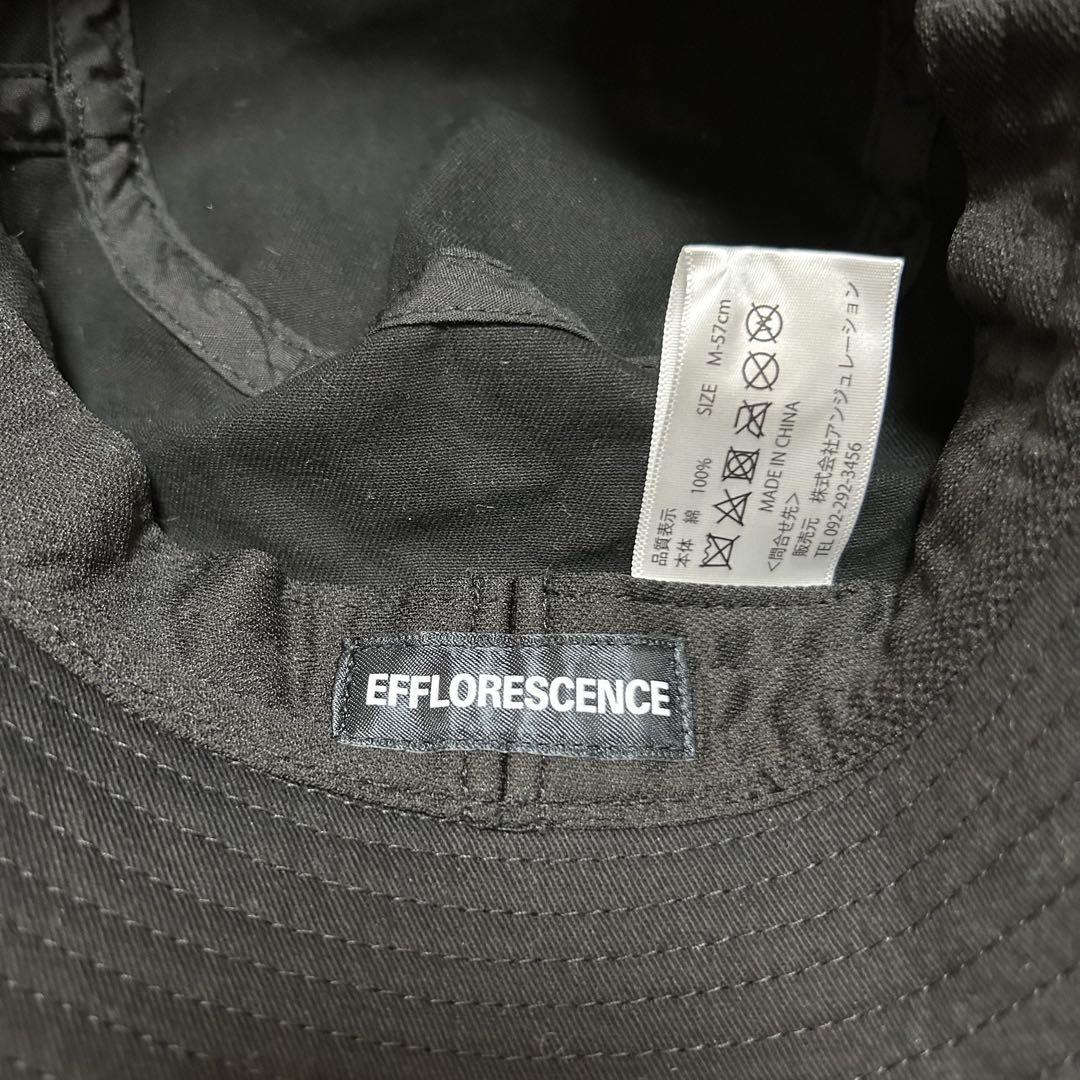 品質表示
本体 綿 100% SIZE M-57cm
MADE IN CHINA
<問合せ先>
販売元 株式会社アンジュレーション
TEL 092-292-3456
EFFLORESCENCE